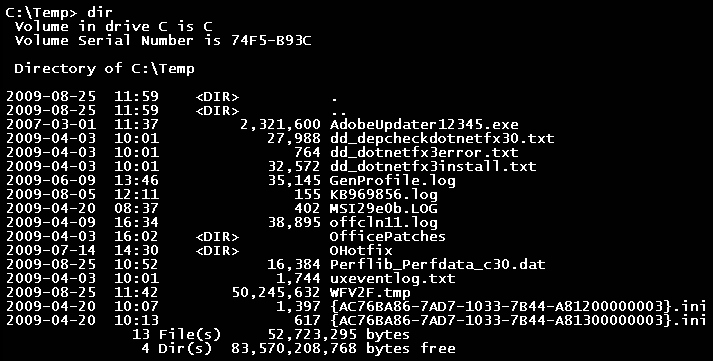 C:\Temp> dir
 Volume in drive C is C
 Volume Serial Number is 74F5-B93C

 Directory of C:\Temp

2009-08-25  11:59    <DIR>          .
2009-08-25  11:59    <DIR>          ..
2007-03-01  11:37         2,321,600 AdobeUpdater12345.exe
2009-04-03  10:01            27,988 dd_depcheckdotnetfx30.txt
2009-04-03  10:01               764 dd_dotnetfx3error.txt
2009-04-03  10:01            32,572 dd_dotnetfx3install.txt
2009-06-09  13:46            35,145 GenProfile.log
2009-08-05  12:11               155 KB969856.log
2009-04-20  08:37               402 MSI29e0b.LOG
2009-04-09  16:34            38,895 offcln11.log
2009-04-03  16:02    <DIR>          OfficePatches
2009-07-14  14:30    <DIR>          OHotfix
2009-08-25  10:52            16,384 Perflib_Perfdata_c30.dat
2009-04-03  10:01             1,744 uxeventlog.txt
2009-08-25  11:42        50,245,632 WFV2F.tmp
2009-04-20  10:07             1,397 {AC76BA86-7AD7-1033-7B44-A81200000003}.ini
2009-04-20  10:13               617 {AC76BA86-7AD7-1033-7B44-A81300000003}.ini
              13 File(s)     52,723,295 bytes
               4 Dir(s)  83,570,208,768 bytes free